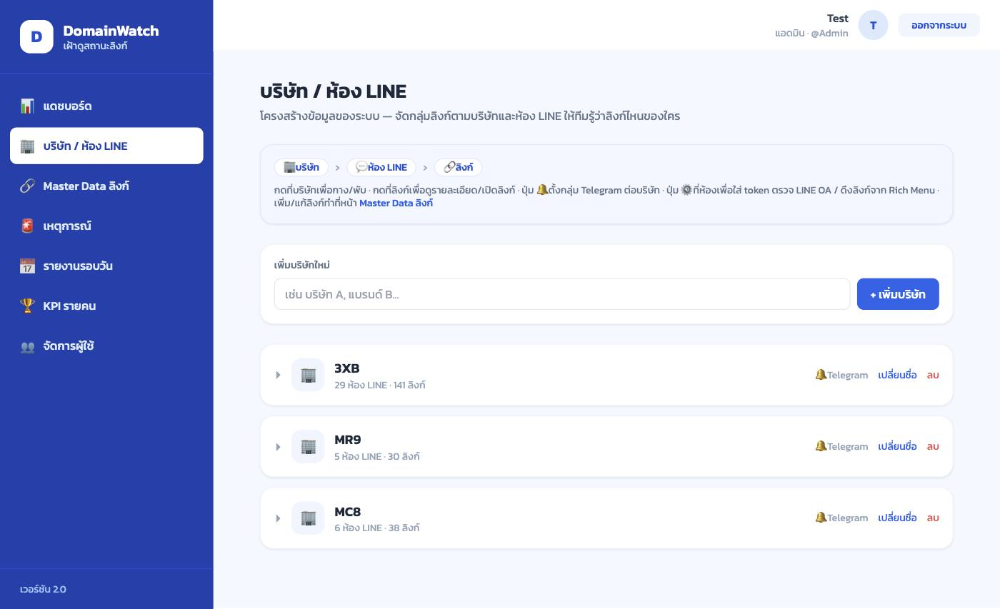 D
DomainWatch
เฝ้าดูสถานะลิงก์
แดชบอร์ด
บริษัท / ห้อง LINE
Master Data ลิงก์
เหตุการณ์
17
รายงานรอบวัน
KPI รายคน
จัดการผู้ใช้
เวอร์ชัน 2.0
Test
แอดมิน · @Admin
T
ออกจากระบบ
บริษัท / ห้อง LINE
โครงสร้างข้อมูลของระบบ — จัดกลุ่มลิงก์ตามบริษัทและห้อง LINE ให้ทีมรู้ว่าลิงก์ไหนของใคร
🏢บริษัท › 💬ห้อง LINE › 🔗ลิงก์
กดที่บริษัทเพื่อกาง/พับ · กดที่ลิงก์เพื่อดูรายละเอียด/เปิดลิงก์ · ปุ่ม 🔔ตั้งกลุ่ม Telegram ต่อบริษัท · ปุ่ม ⚙️ที่ห้องเพื่อใส่ token ตรวจ LINE OA / ดึงลิงก์จาก Rich Menu ·
เพิ่ม/แก้ลิงก์ทำที่หน้า Master Data ลิงก์
เพิ่มบริษัทใหม่
เช่น บริษัท A, แบรนด์ B...
+ เพิ่มบริษัท
3XB
29 ห้อง LINE · 141 ลิงก์
🔔Telegram เปลี่ยนชื่อ ลบ
MR9
5 ห้อง LINE · 30 ลิงก์
🔔Telegram เปลี่ยนชื่อ ลบ
MC8
6 ห้อง LINE · 38 ลิงก์
🔔Telegram เปลี่ยนชื่อ ลบ